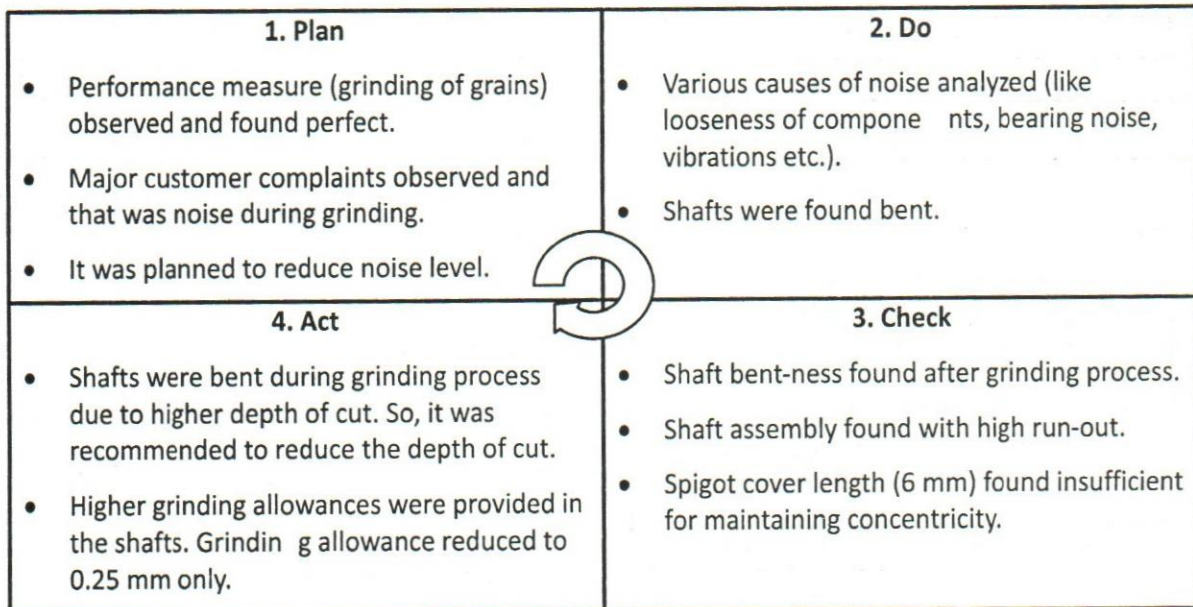 1. Plan
• Performance measure (grinding of grains)
observed and found perfect.
• Major customer complaints observed and
that was noise during grinding.
• It was planned to reduce noise level.
2. Do
• Various causes of noise analyzed (like
looseness of compone nts, bearing noise,
vibrations etc.).
• Shafts were found bent.
3. Check
• Shaft bent-ness found after grinding process.
• Shaft assembly found with high run-out.
• Spigot cover length (6 mm) found insufficient
for maintaining concentricity.
4. Act
• Shafts were bent during grinding process
due to higher depth of cut. So, it was
recommended to reduce the depth of cut.
• Higher grinding allowances were provided in
the shafts. Grindin g allowance reduced to
0.25 mm only.